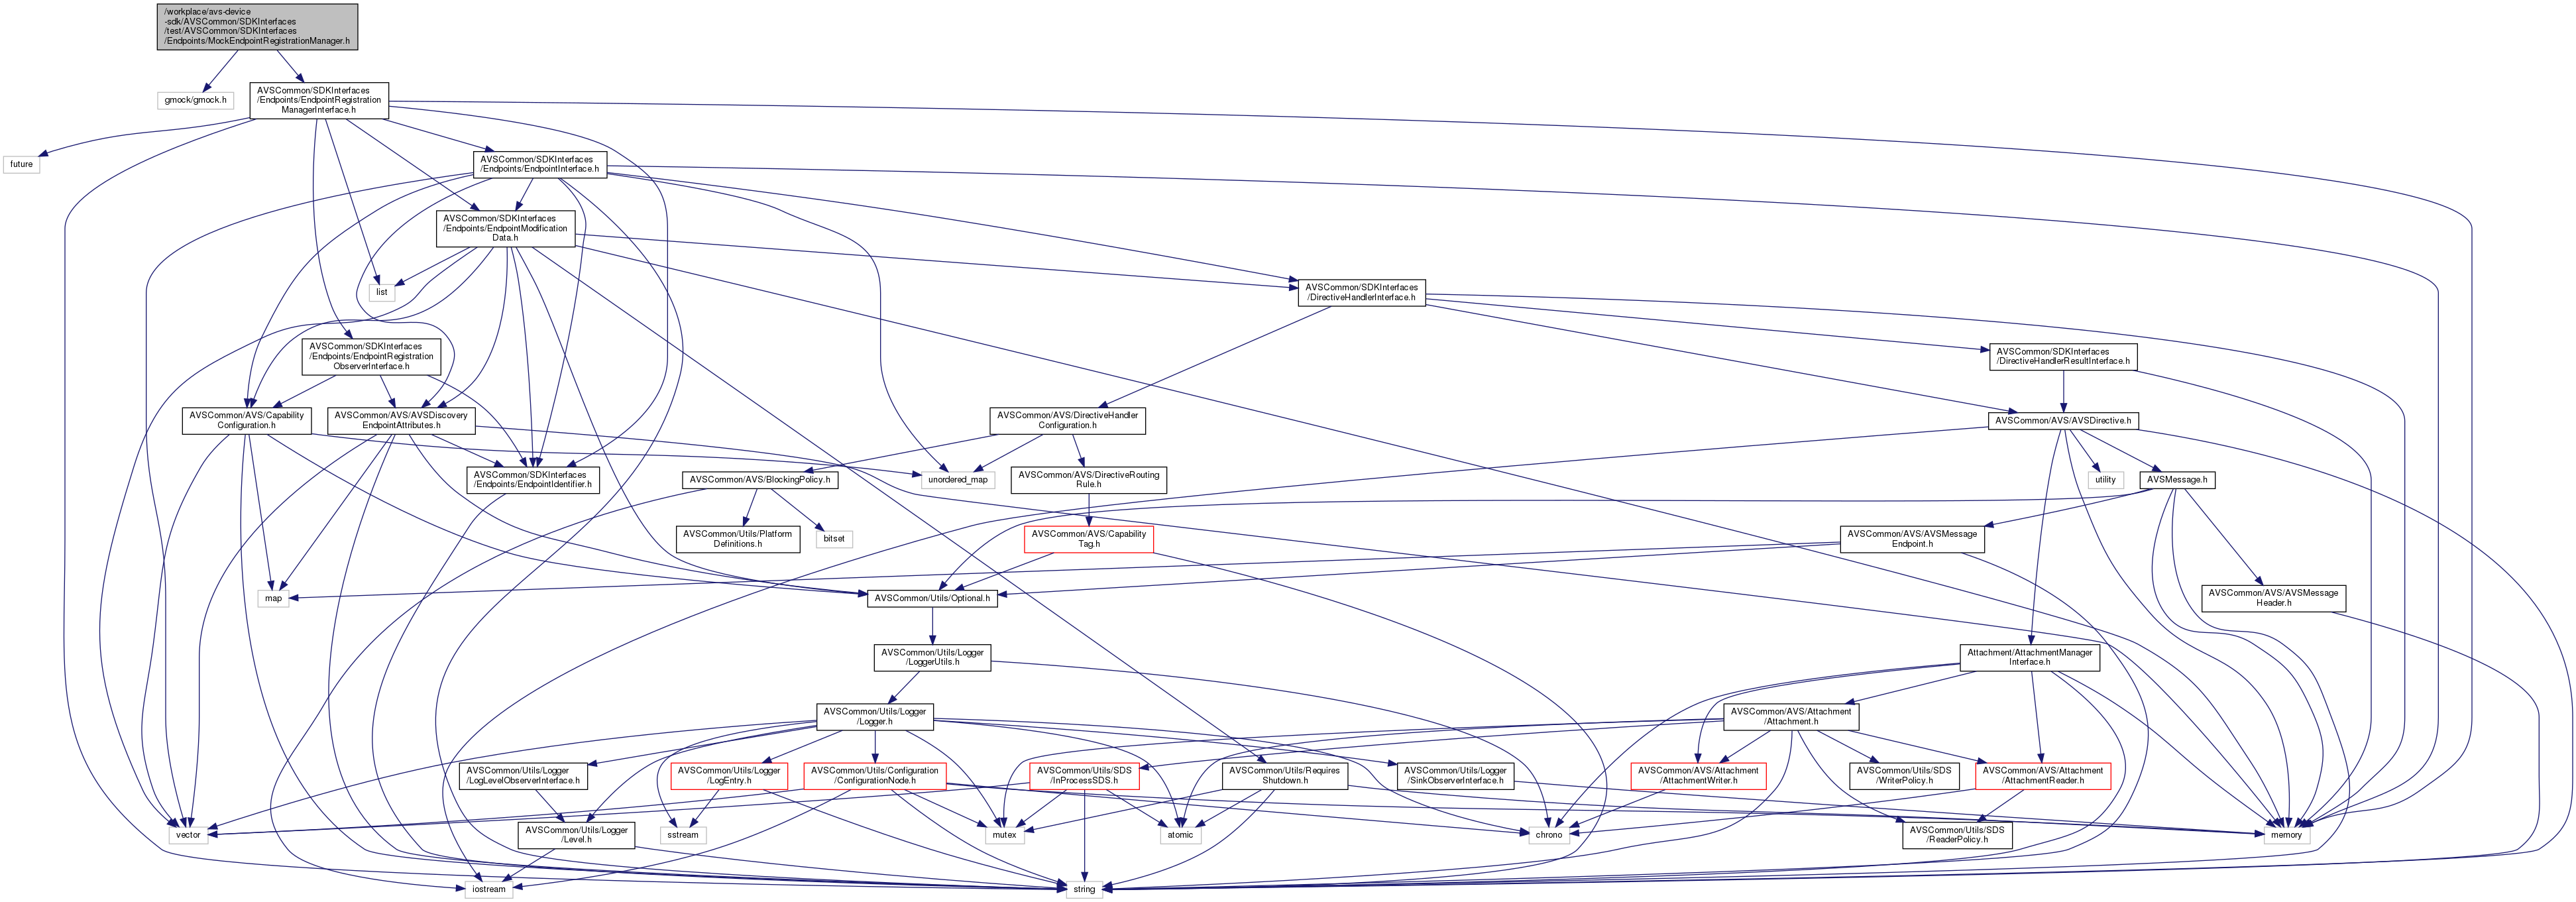 /workplace/avs-device
-sdk/AVSCommon/SDKInterfaces
/test/AVSCommon/SDKInterfaces
/Endpoints/MockEndpointRegistrationManager.h
gmock/gmock.h
AVSCommon/SDKInterfaces
/Endpoints/EndpointRegistration
ManagerInterface.h
future
AVSCommon/SDKInterfaces
/Endpoints/EndpointInterface.h
AVSCommon/SDKInterfaces
/Endpoints/EndpointModification
Data.h
list
AVSCommon/SDKInterfaces
/DirectiveHandlerInterface.h
AVSCommon/SDKInterfaces
/Endpoints/EndpointRegistration
ObserverInterface.h
AVSCommon/SDKInterfaces
/DirectiveHandlerResultInterface.h
AVSCommon/AVS/Capability
Configuration.h
AVSCommon/AVS/AVSDiscovery
EndpointAttributes.h
AVSCommon/AVS/DirectiveHandler
Configuration.h
AVSCommon/AVS/AVSDirective.h
AVSCommon/SDKInterfaces
/Endpoints/EndpointIdentifier.h
AVSCommon/AVS/BlockingPolicy.h
unordered_map
AVSCommon/AVS/DirectiveRouting
Rule.h
utility
AVSMessage.h
AVSCommon/Utils/Platform
Definitions.h
bitset
AVSCommon/AVS/Capability
Tag.h
AVSCommon/AVS/AVSMessage
Endpoint.h
map
AVSCommon/Utils/Optional.h
AVSCommon/AVS/AVSMessage
Header.h
AVSCommon/Utils/Logger
/LoggerUtils.h
Attachment/AttachmentManager
Interface.h
AVSCommon/Utils/Logger
/Logger.h
AVSCommon/AVS/Attachment
/Attachment.h
AVSCommon/Utils/Logger
/LogLevelObserverInterface.h
AVSCommon/Utils/Logger
/LogEntry.h
AVSCommon/Utils/Configuration
/ConfigurationNode.h
AVSCommon/Utils/SDS
/InProcessSDS.h
AVSCommon/Utils/Requires
Shutdown.h
AVSCommon/Utils/Logger
/SinkObserverInterface.h
AVSCommon/AVS/Attachment
/AttachmentWriter.h
AVSCommon/Utils/SDS
/WriterPolicy.h
AVSCommon/AVS/Attachment
/AttachmentReader.h
vector
AVSCommon/Utils/Logger
/Level.h
sstream
mutex
atomic
chrono
AVSCommon/Utils/SDS
/ReaderPolicy.h
memory
iostream
string